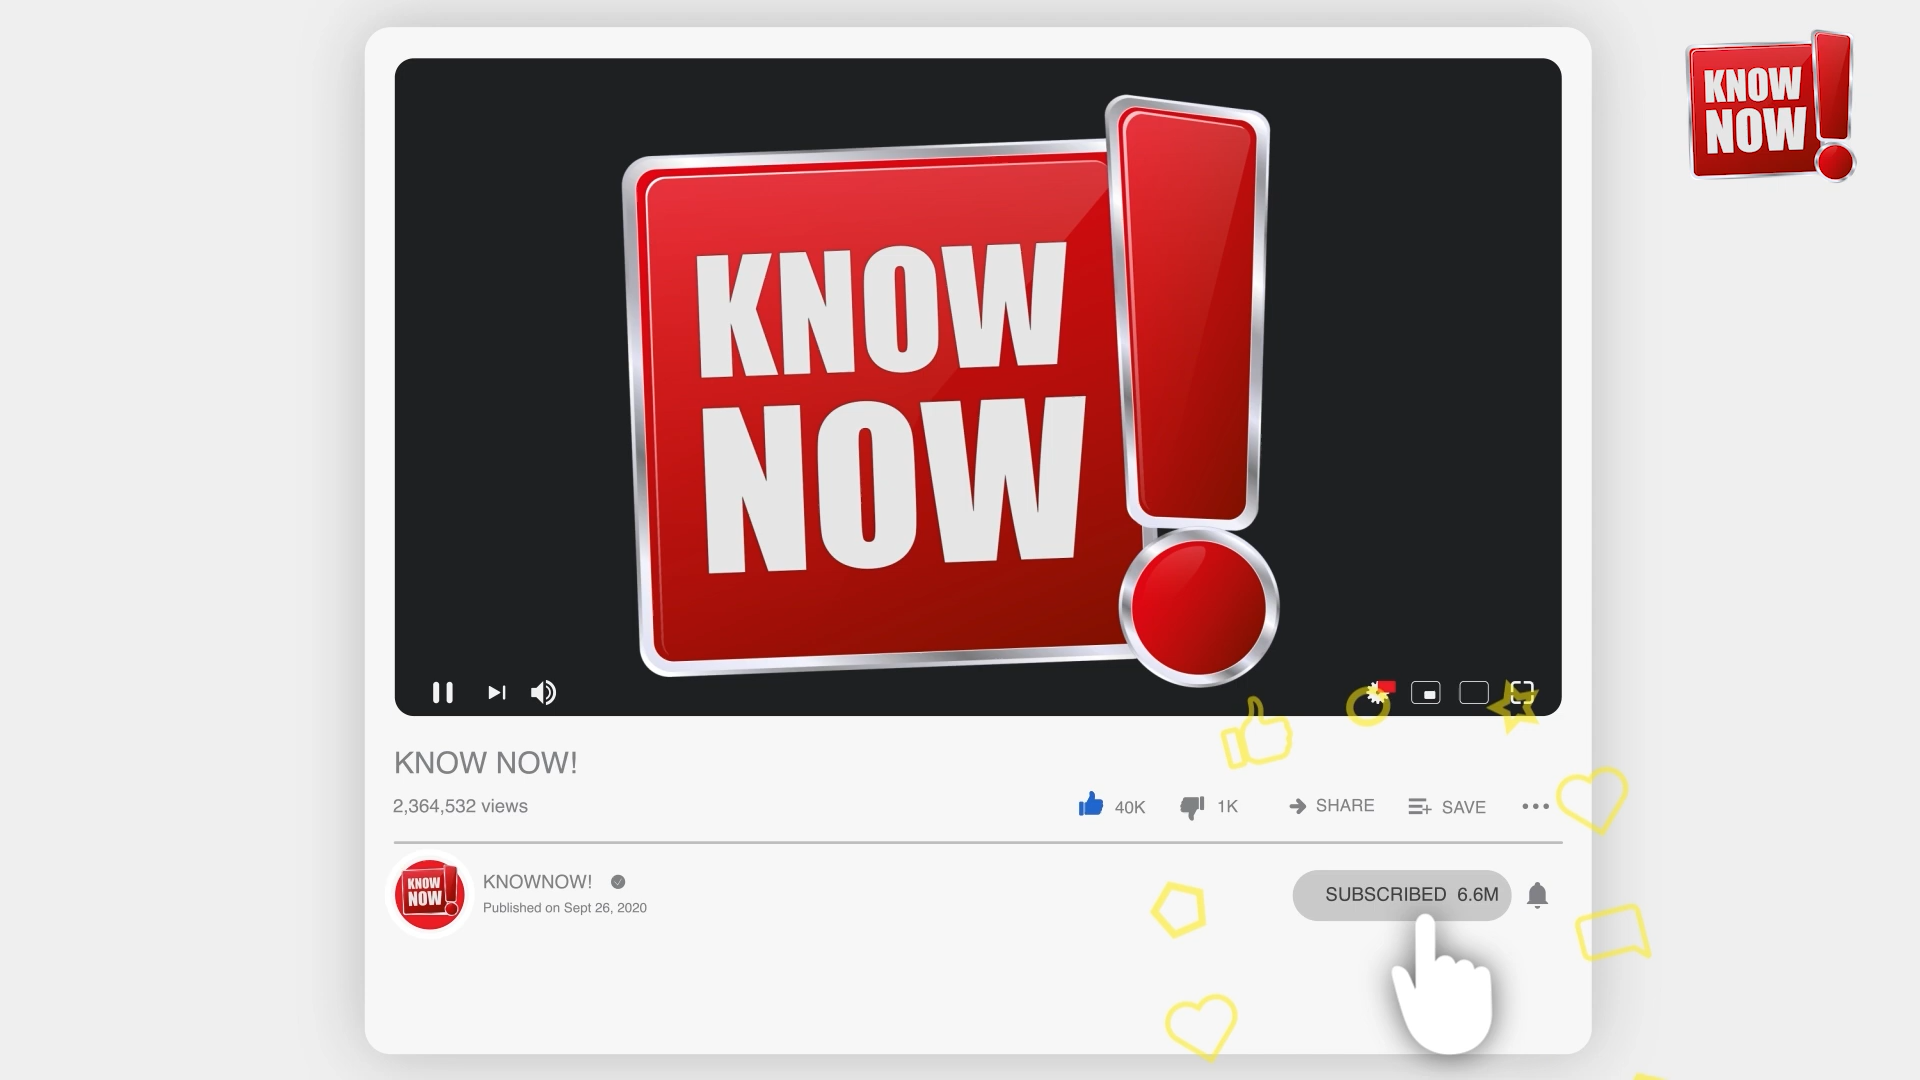 KNOW
NOW
KNOW
NOW
KNOW NOW!
2,364,532 views
40K
1K
SHARE
SAVE
KNOW
NOW
KNOWNOW!
Published on Sept 26, 2020
SUBSCRIBED 6.6M